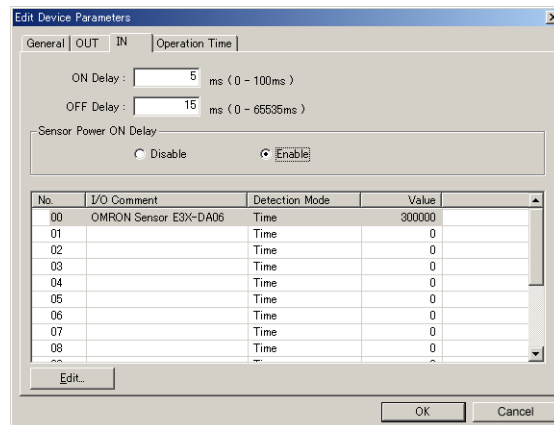 Edit Device Parameters
General OUT IN Operation Time
ON Delay : 5 ms ( 0 - 100ms )
OFF Delay : 15 ms ( 0 - 65535ms )
Sensor Power ON Delay
Disable Enable
No. I/O Comment Detection Mode Value
00 OMRON Sensor E3X-DA06 Time 300000
01 Time 0
02 Time 0
03 Time 0
04 Time 0
05 Time 0
06 Time 0
07 Time 0
08 Time 0
Edit...
OK Cancel